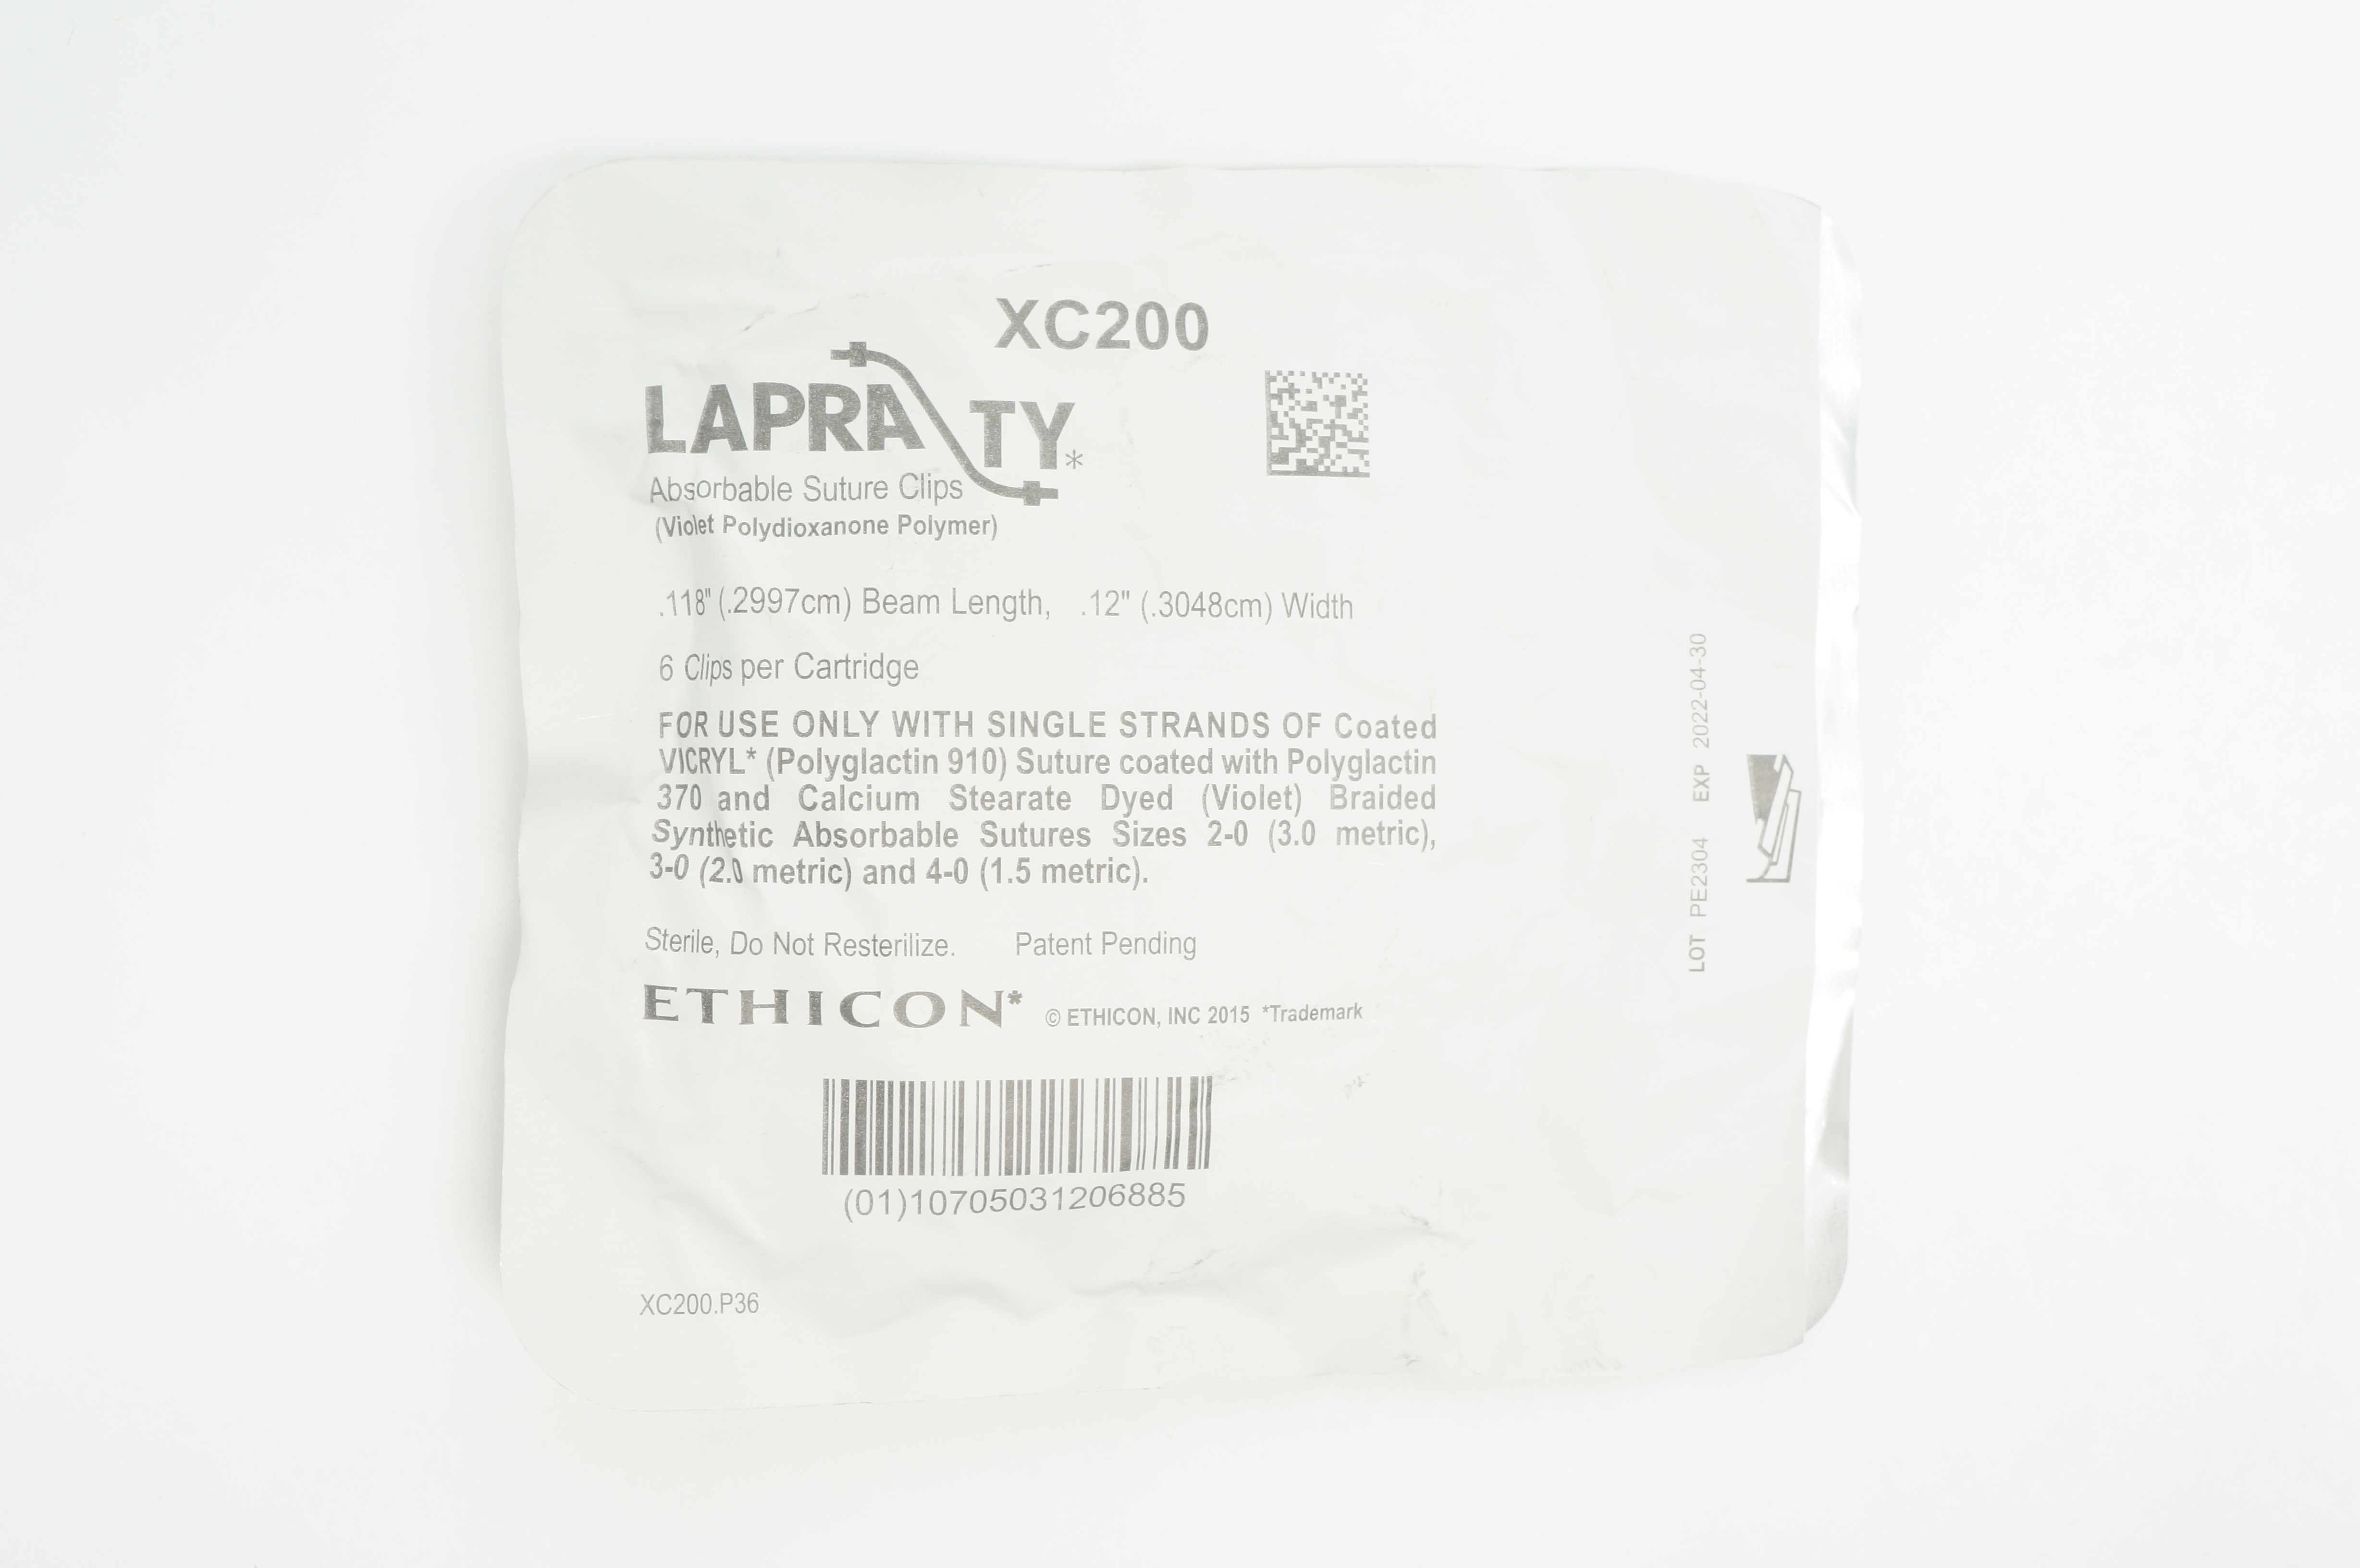 XC200
LAPRA TY*
Absorbable Suture Clips
(Violet Polydioxanone Polymer)
.118" (.2997cm) Beam Length, .12" (.3048cm) Width
6 Clips per Cartridge
FOR USE ONLY WITH SINGLE STRANDS OF Coated
VICRYL* (Polyglactin 910) Suture coated with Polyglactin
370 and Calcium Stearate Dyed (Violet) Braided
Synthetic Absorbable Sutures Sizes 2-0 (3.0 metric),
3-0 (2.0 metric) and 4-0 (1.5 metric).
Sterile, Do Not Resterilize. Patent Pending
ETHICON* © ETHICON, INC 2015 *Trademark
(01)10705031206885
XC200.P36
LOT PE2304 EXP 2022-04-30